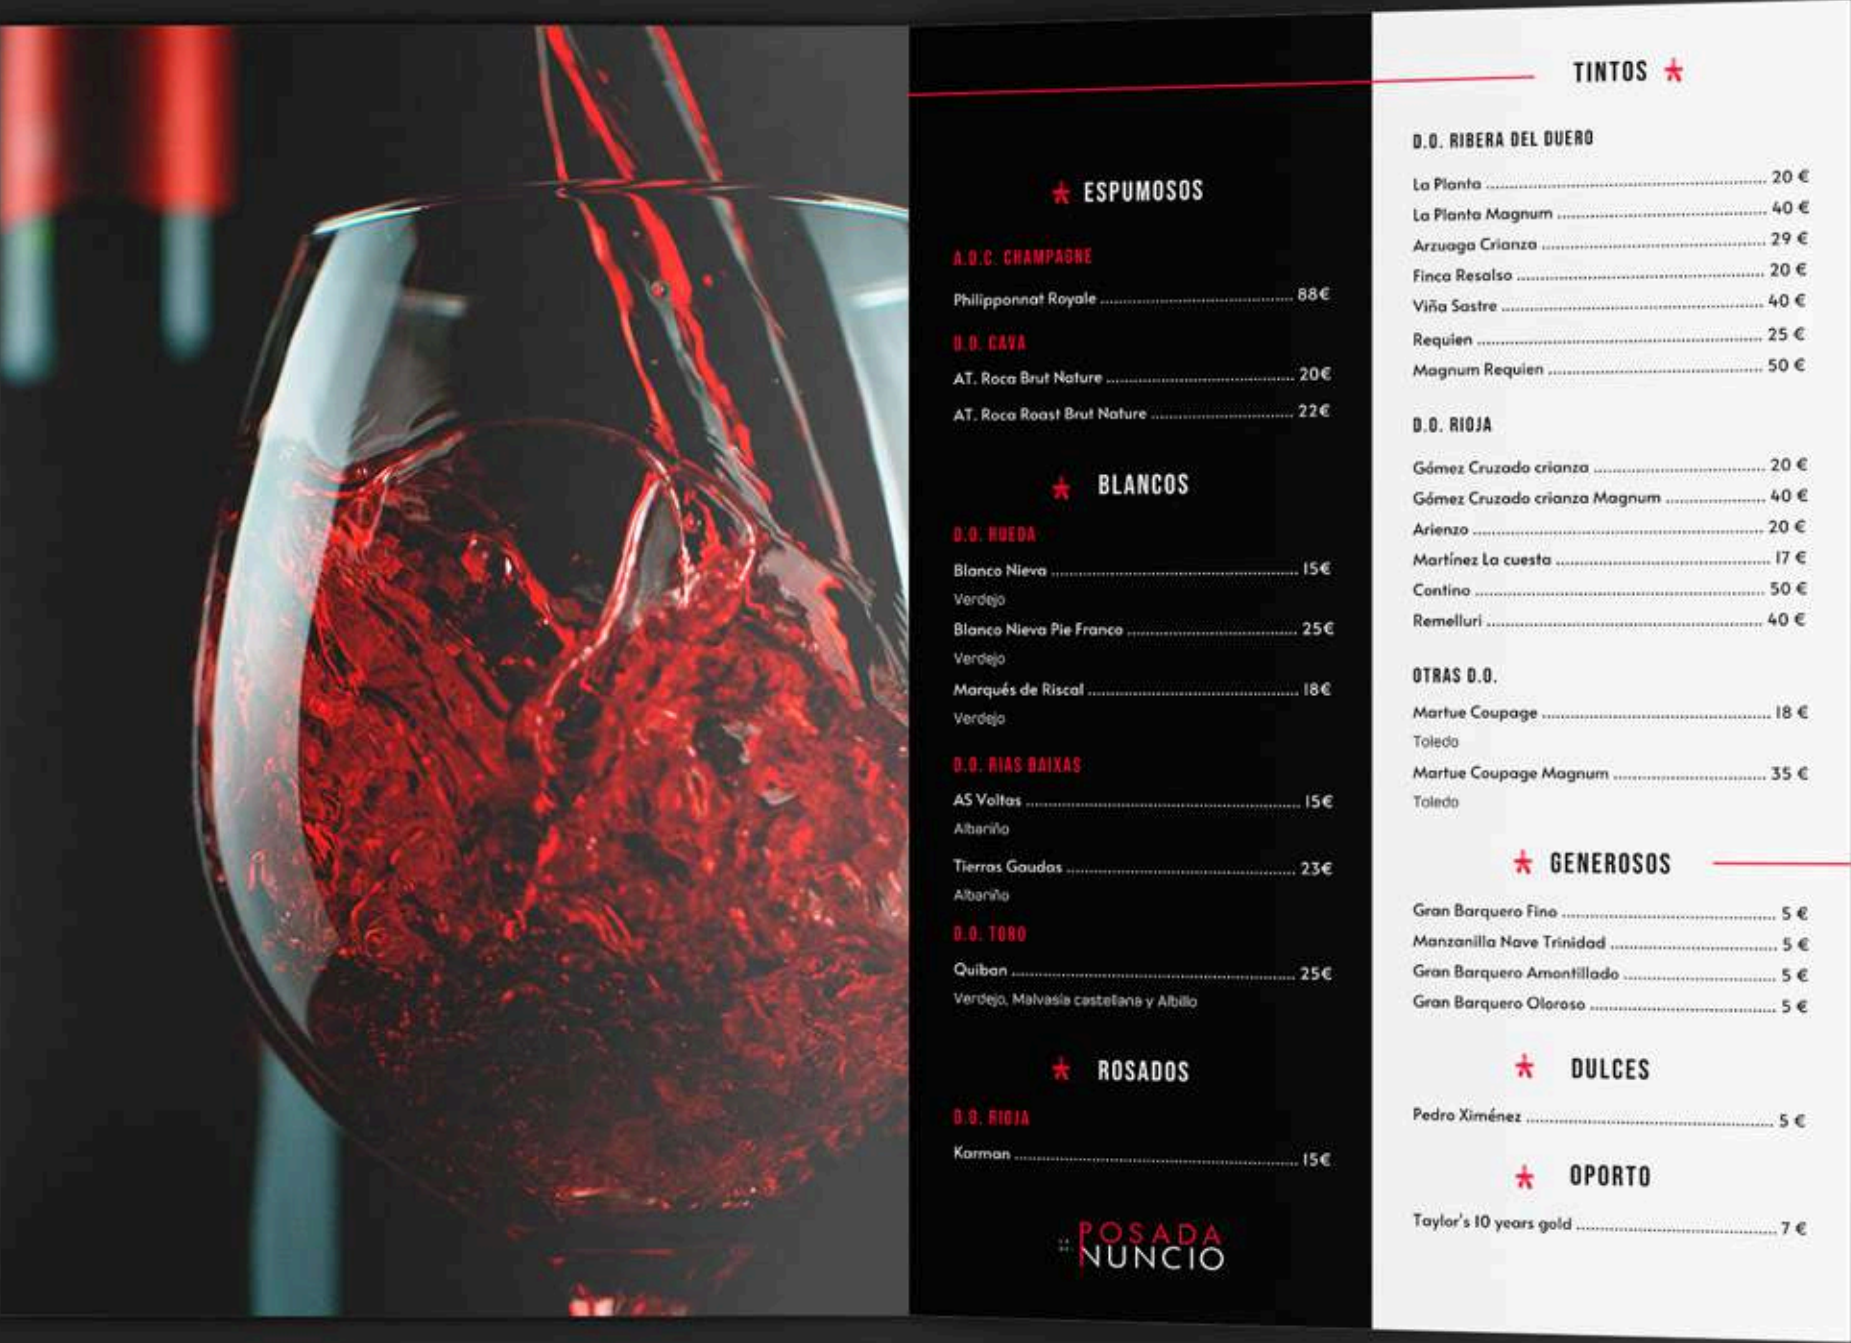 ESPUMOSOS
A.O.C. CHAMPAGNE
Philipponnat Royale 88€
D.O. CAVA
AT. Roca Brut Nature 20€
AT. Roca Roast Brut Nature 22€
BLANCOS
D.O. RUEDA
Blanco Nieva 15€
Verdejo
Blanco Nieva Pie Franco 25€
Verdejo
Marqués de Riscal 18€
Verdejo
D.O. RIAS BAIXAS
AS Voltas 15€
Albariño
Tierras Gaudas 23€
Albariño
D.O. TORO
Quiban 25€
Verdejo, Malvasía castellana y Albillo
ROSADOS
D.O. RIOJA
Karman 15€
POSADA
NUNCIO
TINTOS
D.O. RIBERA DEL DUERO
La Planta 20 €
La Planta Magnum 40 €
Arzuaga Crianza 29 €
Finca Resalso 20 €
Viña Sastre 40 €
Requien 25 €
Magnum Requien 50 €
D.O. RIOJA
Gómez Cruzado crianza 20 €
Gómez Cruzado crianza Magnum 40 €
Arienzo 20 €
Martínez La cuesta 17 €
Contino 50 €
Remelluri 40 €
OTRAS D.O.
Martue Coupage 18 €
Toledo
Martue Coupage Magnum 35 €
Toledo
GENEROSOS
Gran Barquero Fino 5 €
Manzanilla Nave Trinidad 5 €
Gran Barquero Amontillado 5 €
Gran Barquero Oloroso 5 €
DULCES
Pedro Ximénez 5 €
OPORTO
Taylor's 10 years gold 7 €